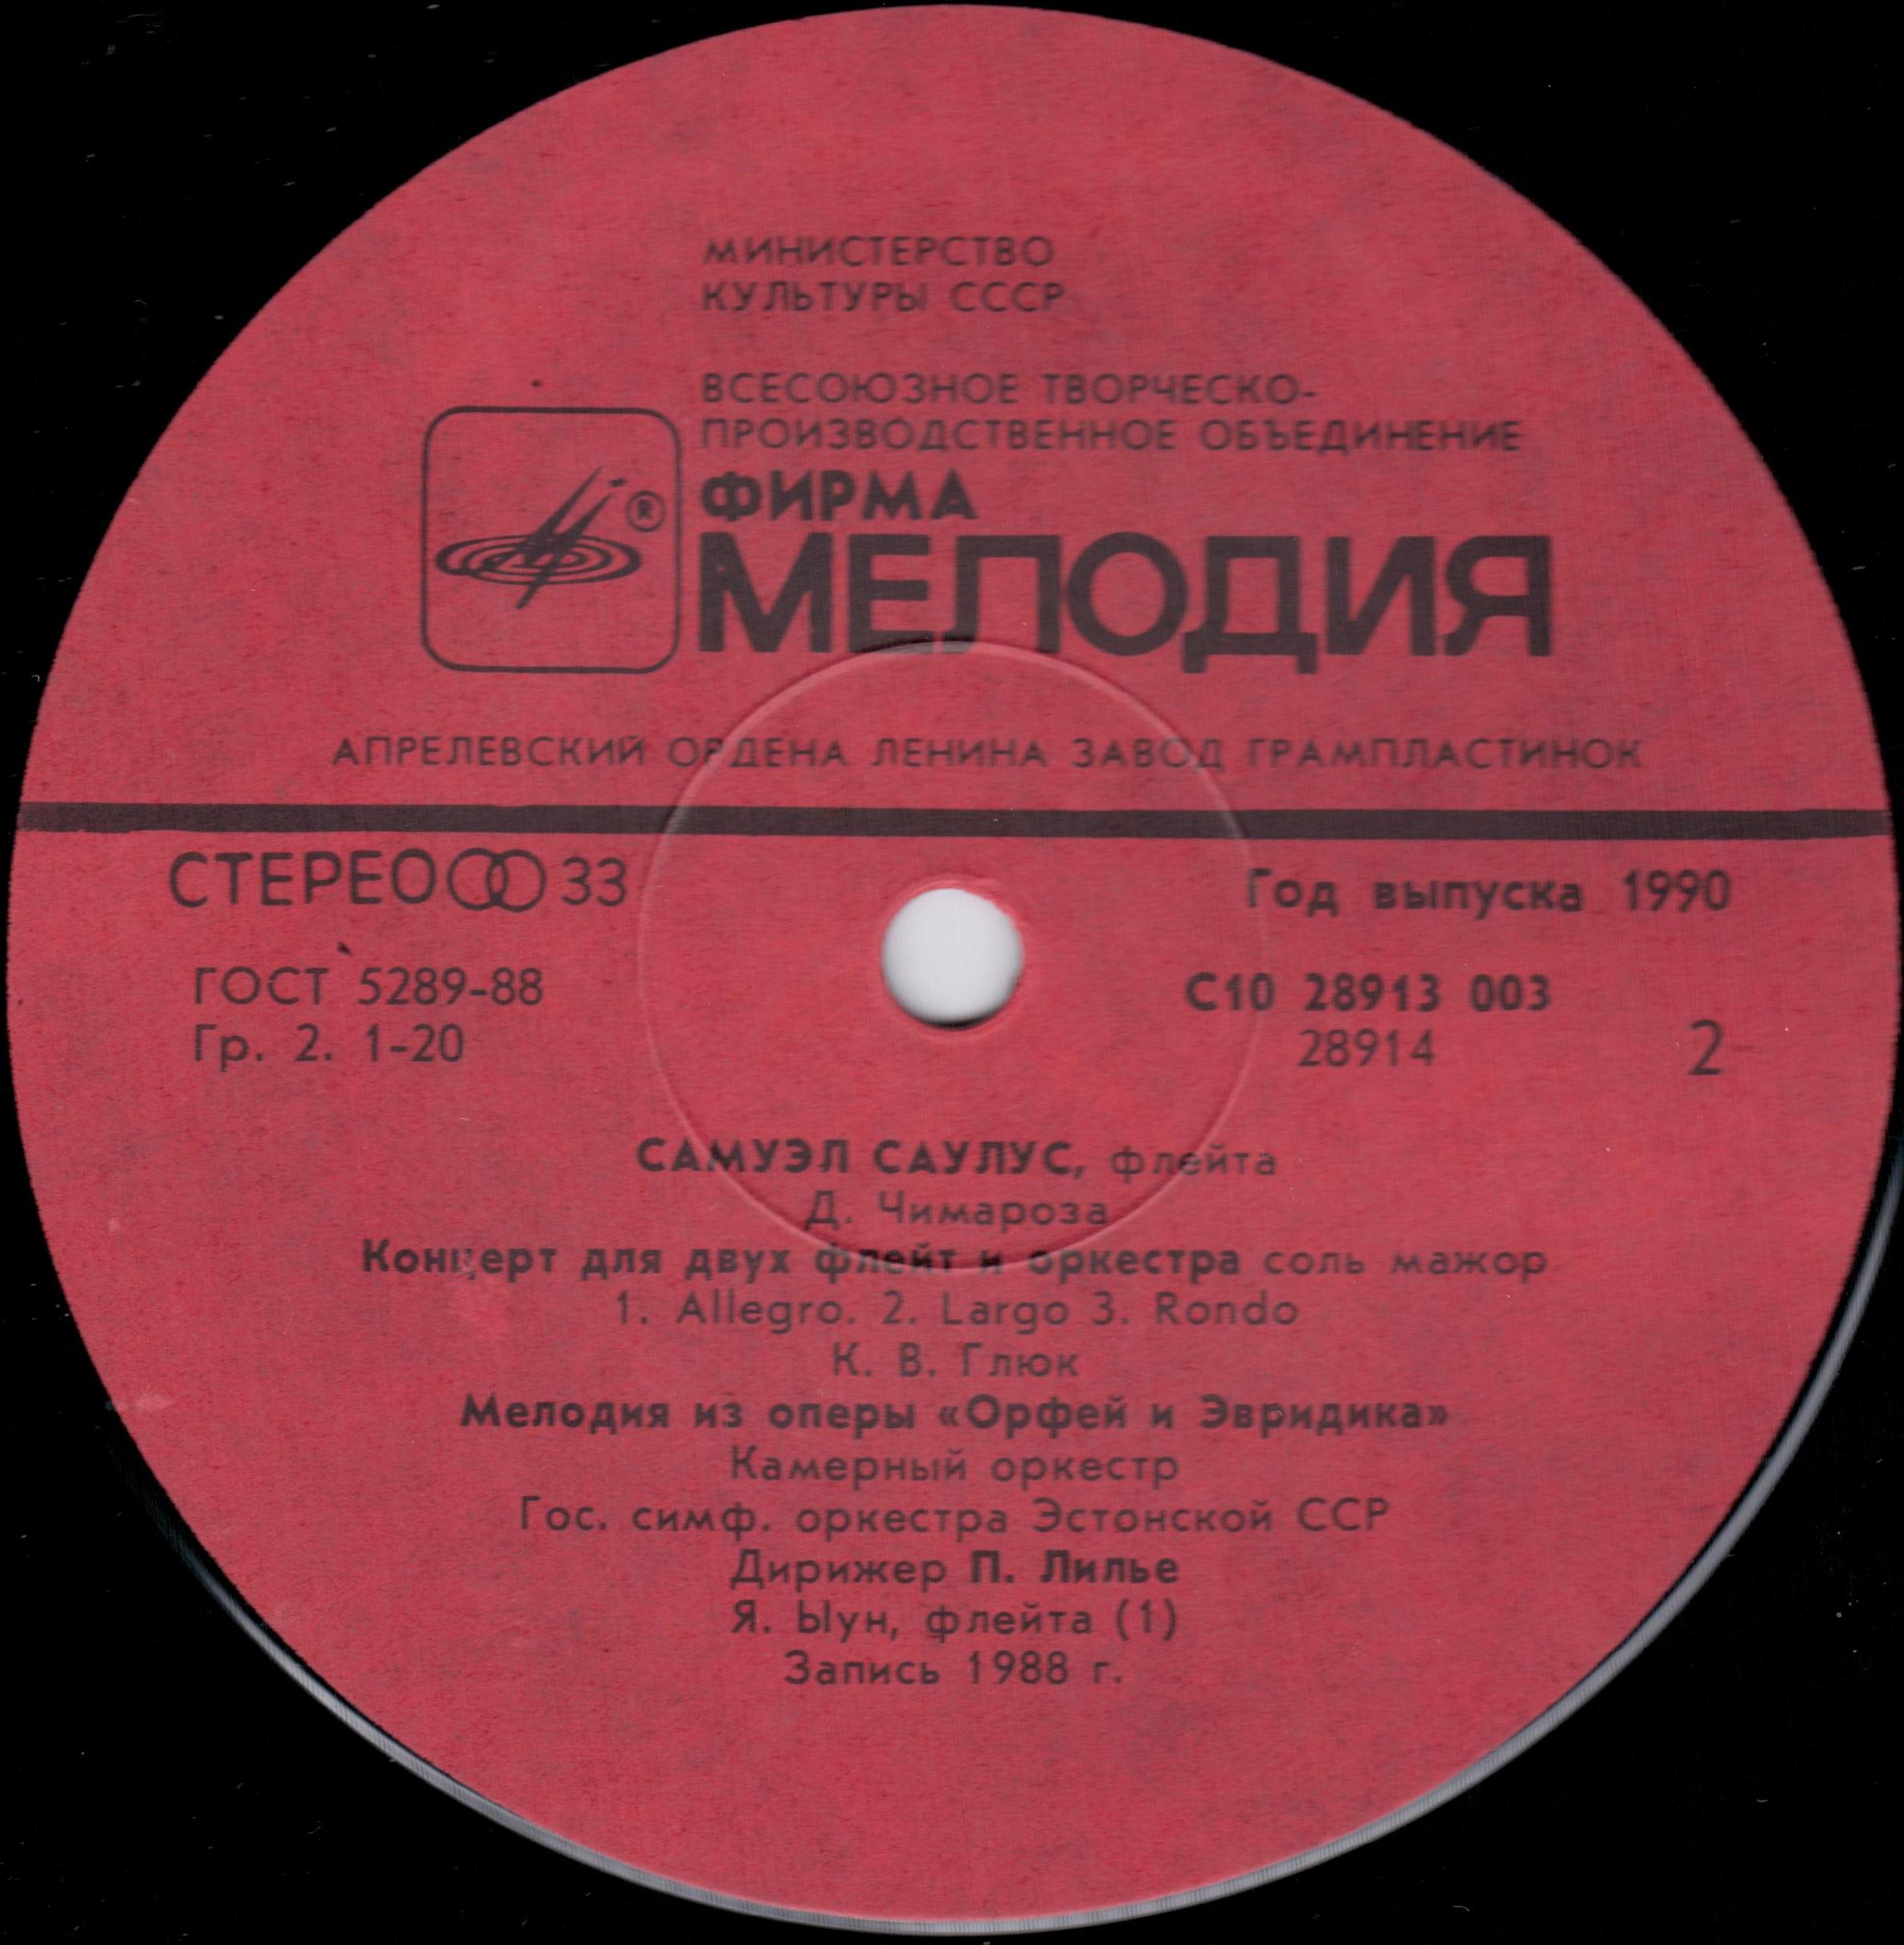 МИНИСТЕРСТВО
КУЛЬТУРЫ СССР
ВСЕСОЮЗНОЕ ТВОРЧЕСКО-
ПРОИЗВОДСТВЕННОЕ ОБЪЕДИНЕНИЕ
®
ФИРМА
МЕЛОДИЯ
АПРЕЛЕВСКИЙ ОРДЕНА ЛЕНИНА ЗАВОД ГРАМПЛАСТИНОК
СТЕРЕО 33
Год выпуска 1990
ГОСТ 5289-88
Гр. 2. 1-20
С10 28913 003
28914
2
САМУЭЛ САУЛУС, флейта
Д. Чимароза
Концерт для двух флейт и оркестра соль мажор
1. Allegro. 2. Largo 3. Rondo
К. В. Глюк
Мелодия из оперы «Орфей и Эвридика»
Камерный оркестр
Гос. симф. оркестра Эстонской ССР
Дирижер П. Лилье
Я. Ыун, флейта (1)
Запись 1988 г.